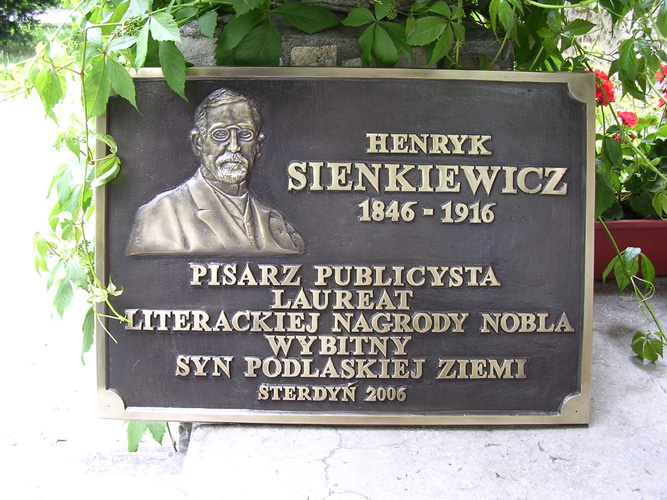 HENRYK
SIENKIEWICZ
1846 - 1916
PISARZ PUBLICYSTA
LAUREAT
LITERACKIEJ NAGRODY NOBLA
WYBITNY
SYN PODLASKIEJ ZIEMI
STERDYŃ 2006